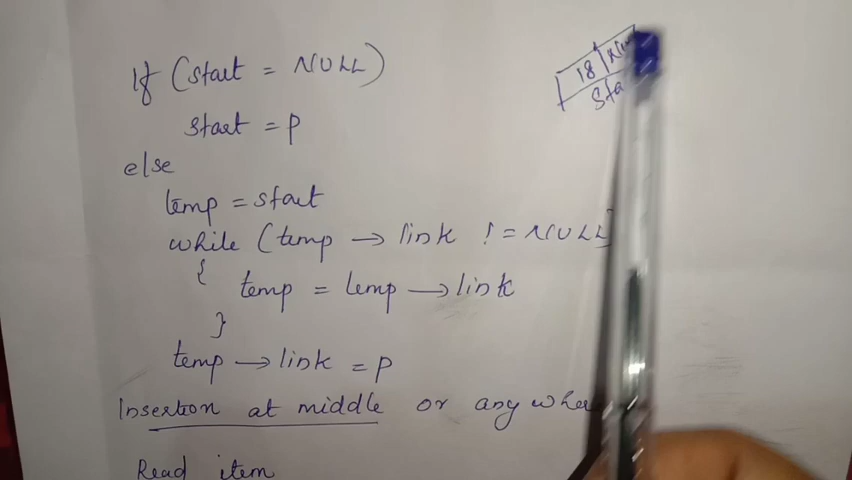 If (start = NULL)
start = p
else
temp = start
while (temp → link != NULL)
{ temp = temp → link
}
temp → link = p
Insertion at middle or any
Read item
18